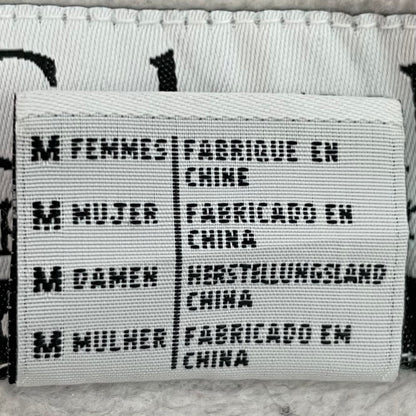 M FEMMES FABRIQUE EN
CHINE
M MUJER FABRICADO EN
CHINA
M DAMEN HERSTELLUNGSLAND
CHINA
M MULHER FABRICADO EM
CHINA